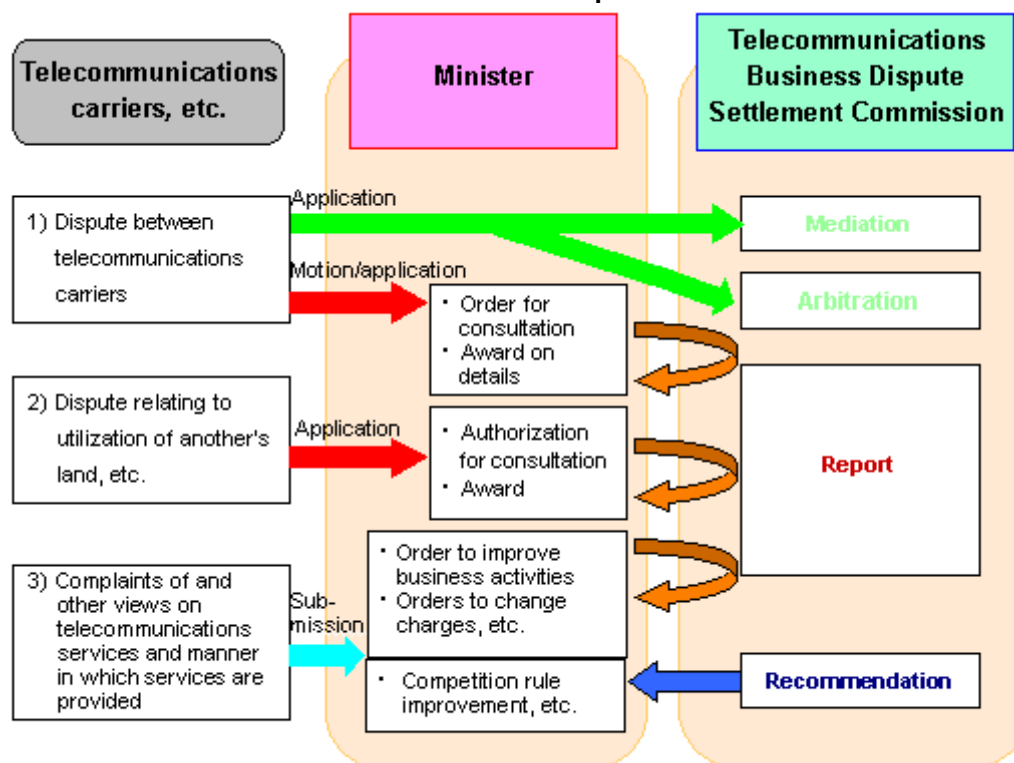 Telecommunications
carriers, etc.
Minister
Telecommunications
Business Dispute
Settlement Commission
1) Dispute between
telecommunications
carriers
Application
Motion/application
Mediation
Arbitration
・ Order for
consultation
・ Award on
details
2) Dispute relating to
utilization of another's
land, etc.
Application
・ Authorization
for consultation
・ Award
Report
3) Complaints of and
other views on
telecommunications
services and manner
in which services are
provided
Sub-
mission
・ Order to improve
business activities
・ Orders to change
charges, etc.
・ Competition rule
improvement, etc.
Recommendation